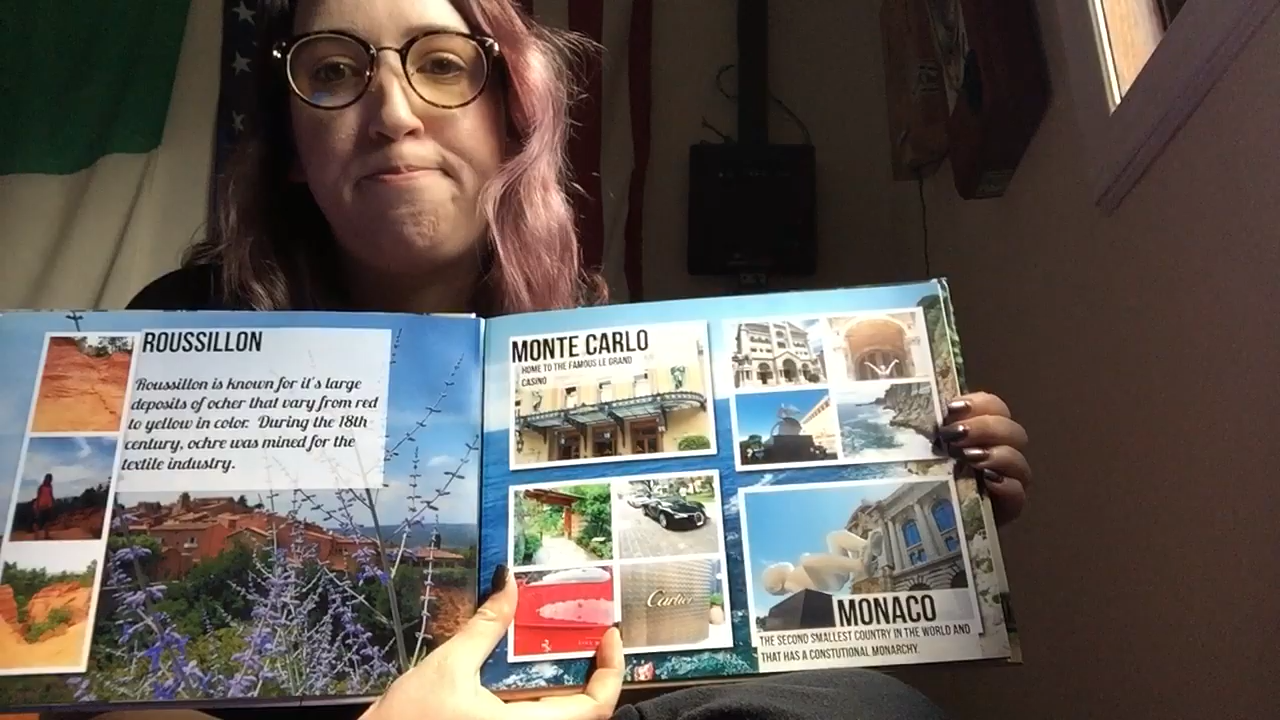 ROUSSILLON
Roussillon is known for it's large
deposits of ocher that vary from red
to yellow in color. During the 18th
century, ochre was mined for the
textile industry.
MONTE CARLO
HOME TO THE FAMOUS LE GRAND
CASINO
Cartier
MONACO
THE SECOND SMALLEST COUNTRY IN THE WORLD AND
THAT HAS A CONSTUTIONAL MONARCHY.